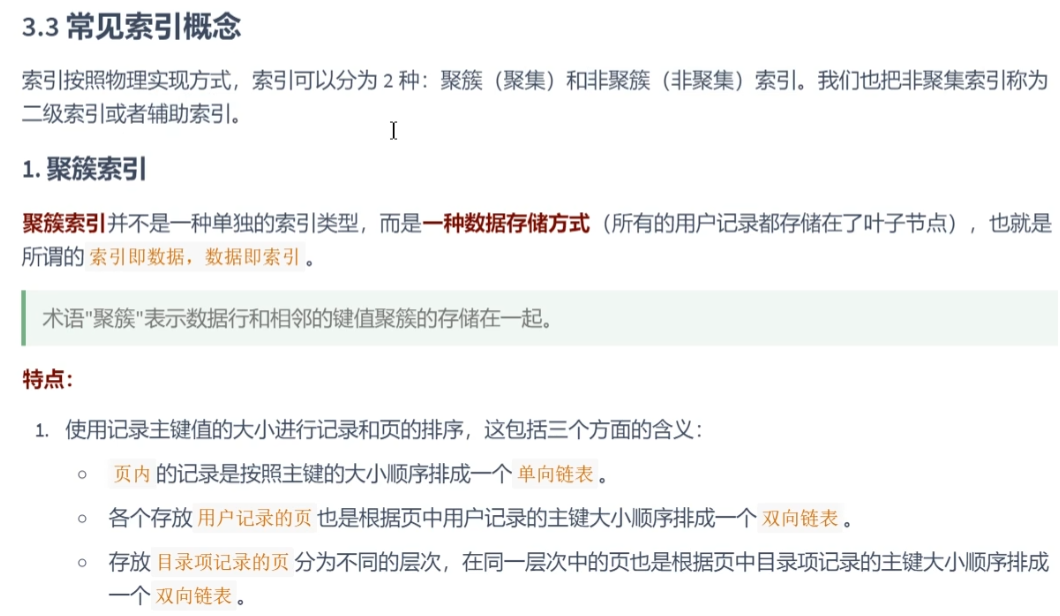 3.3 常见索引概念
索引按照物理实现方式，索引可以分为 2 种：聚簇（聚集）和非聚簇（非聚集）索引。我们也把非聚集索引称为
二级索引或者辅助索引。
1. 聚簇索引
聚簇索引并不是一种单独的索引类型，而是一种数据存储方式（所有的用户记录都存储在了叶子节点），也就是
所谓的 索引即数据，数据即索引 。
术语"聚簇"表示数据行和相邻的键值聚簇的存储在一起。
特点：
1. 使用记录主键值的大小进行记录和页的排序，这包括三个方面的含义：
○ 页内 的记录是按照主键的大小顺序排成一个 单向链表 。
○ 各个存放 用户记录的页 也是根据页中用户记录的主键大小顺序排成一个 双向链表 。
○ 存放 目录项记录的页 分为不同的层次，在同一层次中的页也是根据页中目录项记录的主键大小顺序排成
一个 双向链表 。